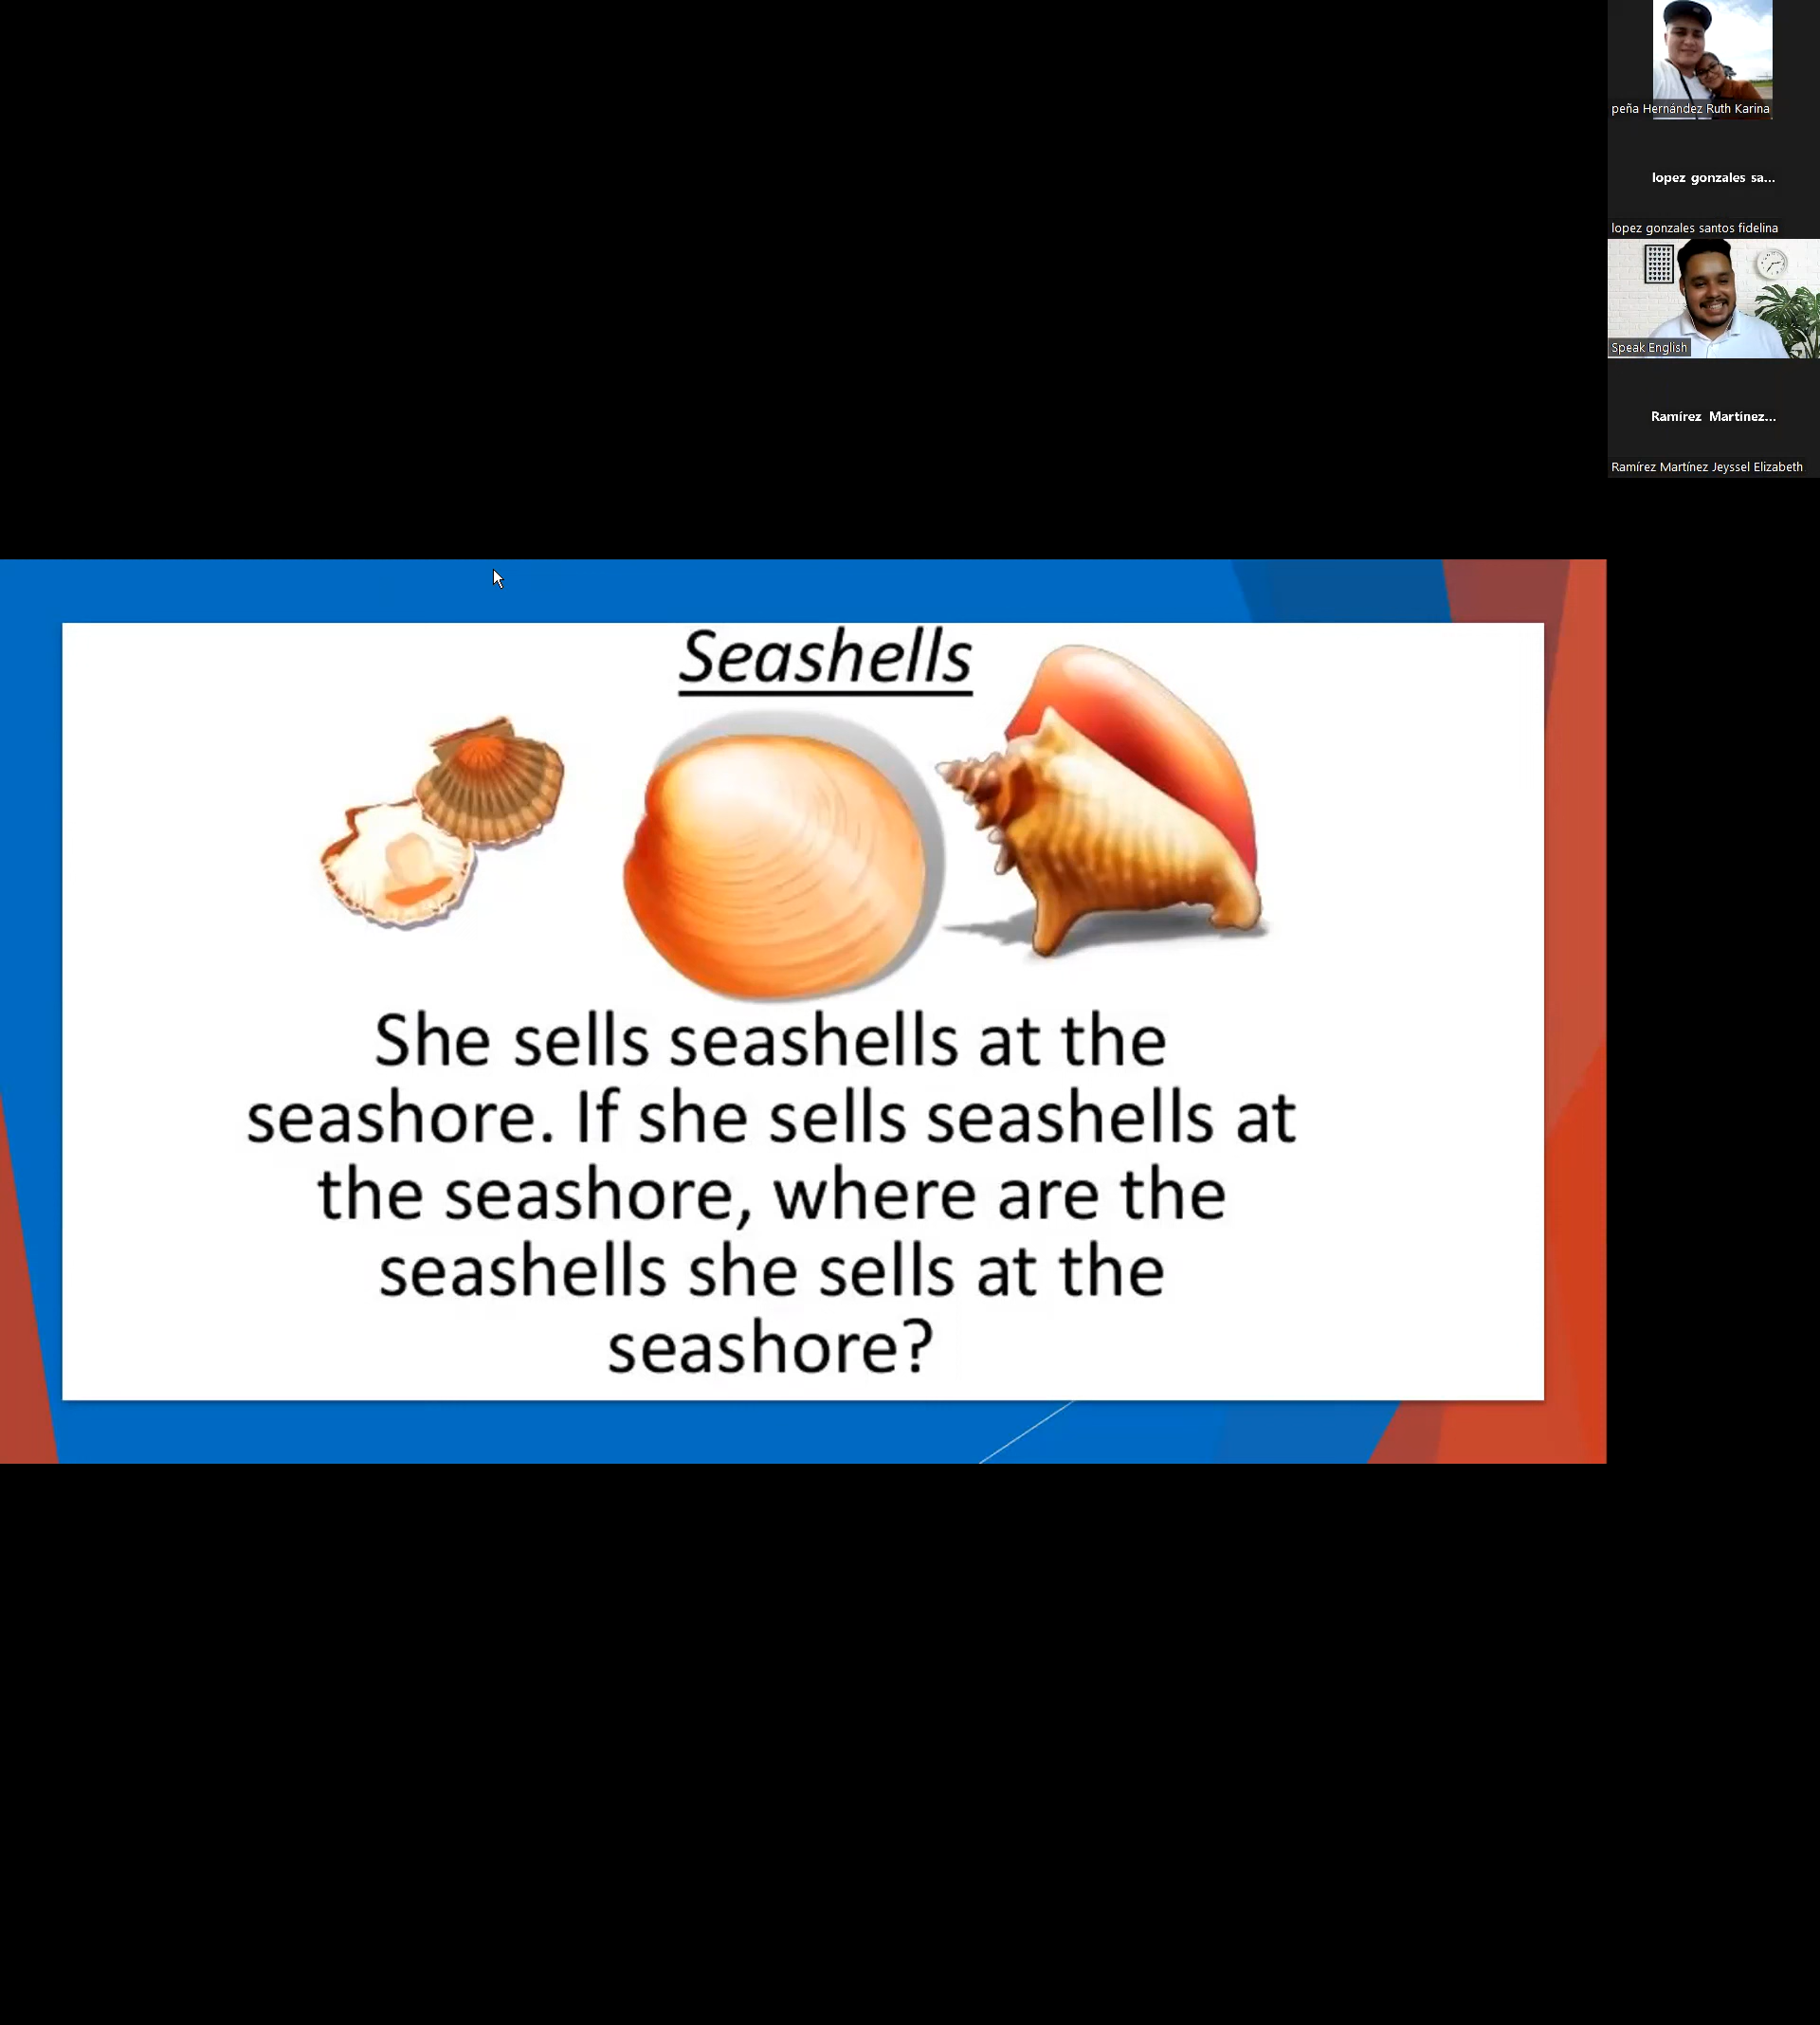 peña Hernández Ruth Karina
lopez gonzales sa...
lopez gonzales santos fidelina
Speak English
Ramírez Martínez...
Ramírez Martínez Jeyssel Elizabeth
Seashells
She sells seashells at the
seashore. If she sells seashells at
the seashore, where are the
seashells she sells at the
seashore?